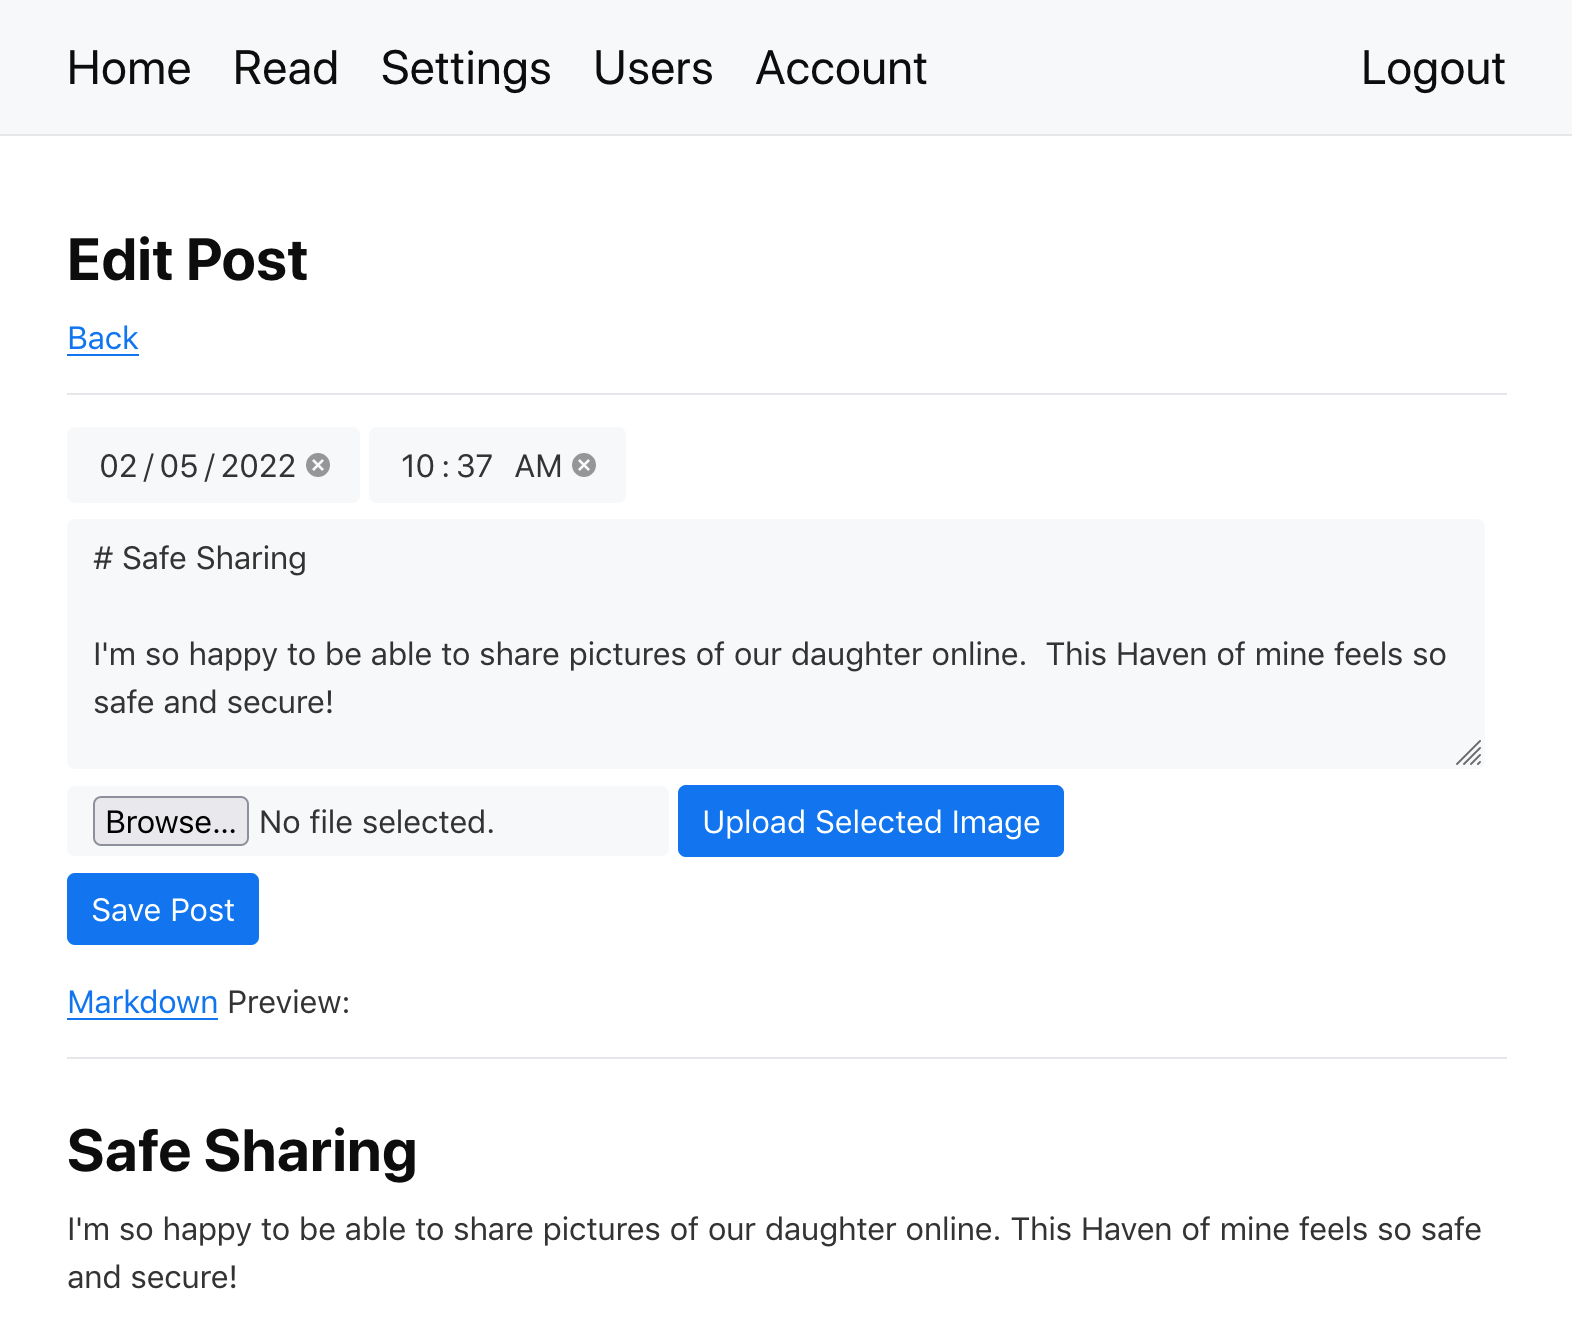 Home Read Settings Users Account Logout
Edit Post
Back
02/05/2022 10:37 AM
# Safe Sharing
I'm so happy to be able to share pictures of our daughter online.  This Haven of mine feels so
safe and secure!
Browse... No file selected. Upload Selected Image
Save Post
Markdown Preview:
Safe Sharing
I'm so happy to be able to share pictures of our daughter online. This Haven of mine feels so safe
and secure!